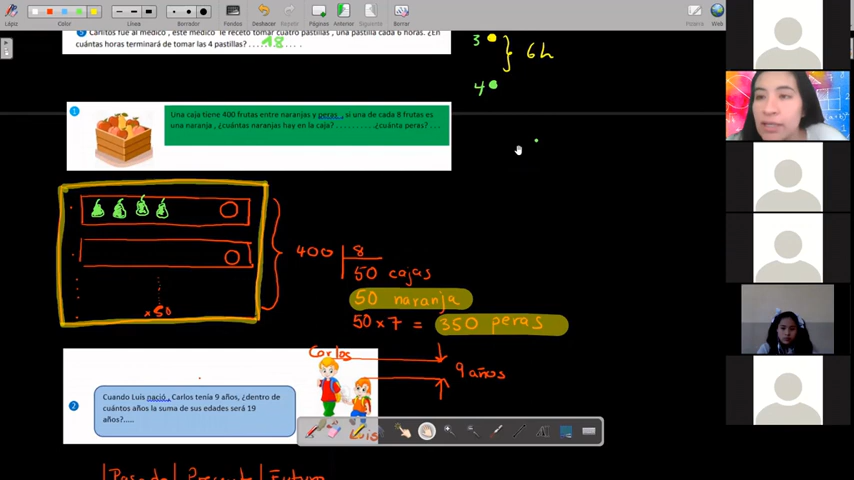 Lápiz
Color
Línea
Borrador
Fondos
Deshacer
Rehacer
Páginas
Anterior
Siguiente
Borrar
Pizarra
Web
Carlitos fue al médico , este médico le recetó tomar cuatro pastillas , una pastilla cada 6 horas. ¿En
cuántas horas terminará de tomar las 4 pastillas? . . . . 18 . . . .
3
6h
4
1
Una caja tiene 400 frutas entre naranjas y peras , si una de cada 8 frutas es
una naranja , ¿cuántas naranjas hay en la caja? . . . . . . . . . . .¿cuánta peras? . . .
400 | 8
50 cajas
x50
50 naranja
50 x 7 = 350 peras
Carlos
9 años
2
Cuando Luis nació , Carlos tenía 9 años, ¿dentro de
cuántos años la suma de sus edades será 19
años?.....
Luis
|Pasado | Presente | Futuro